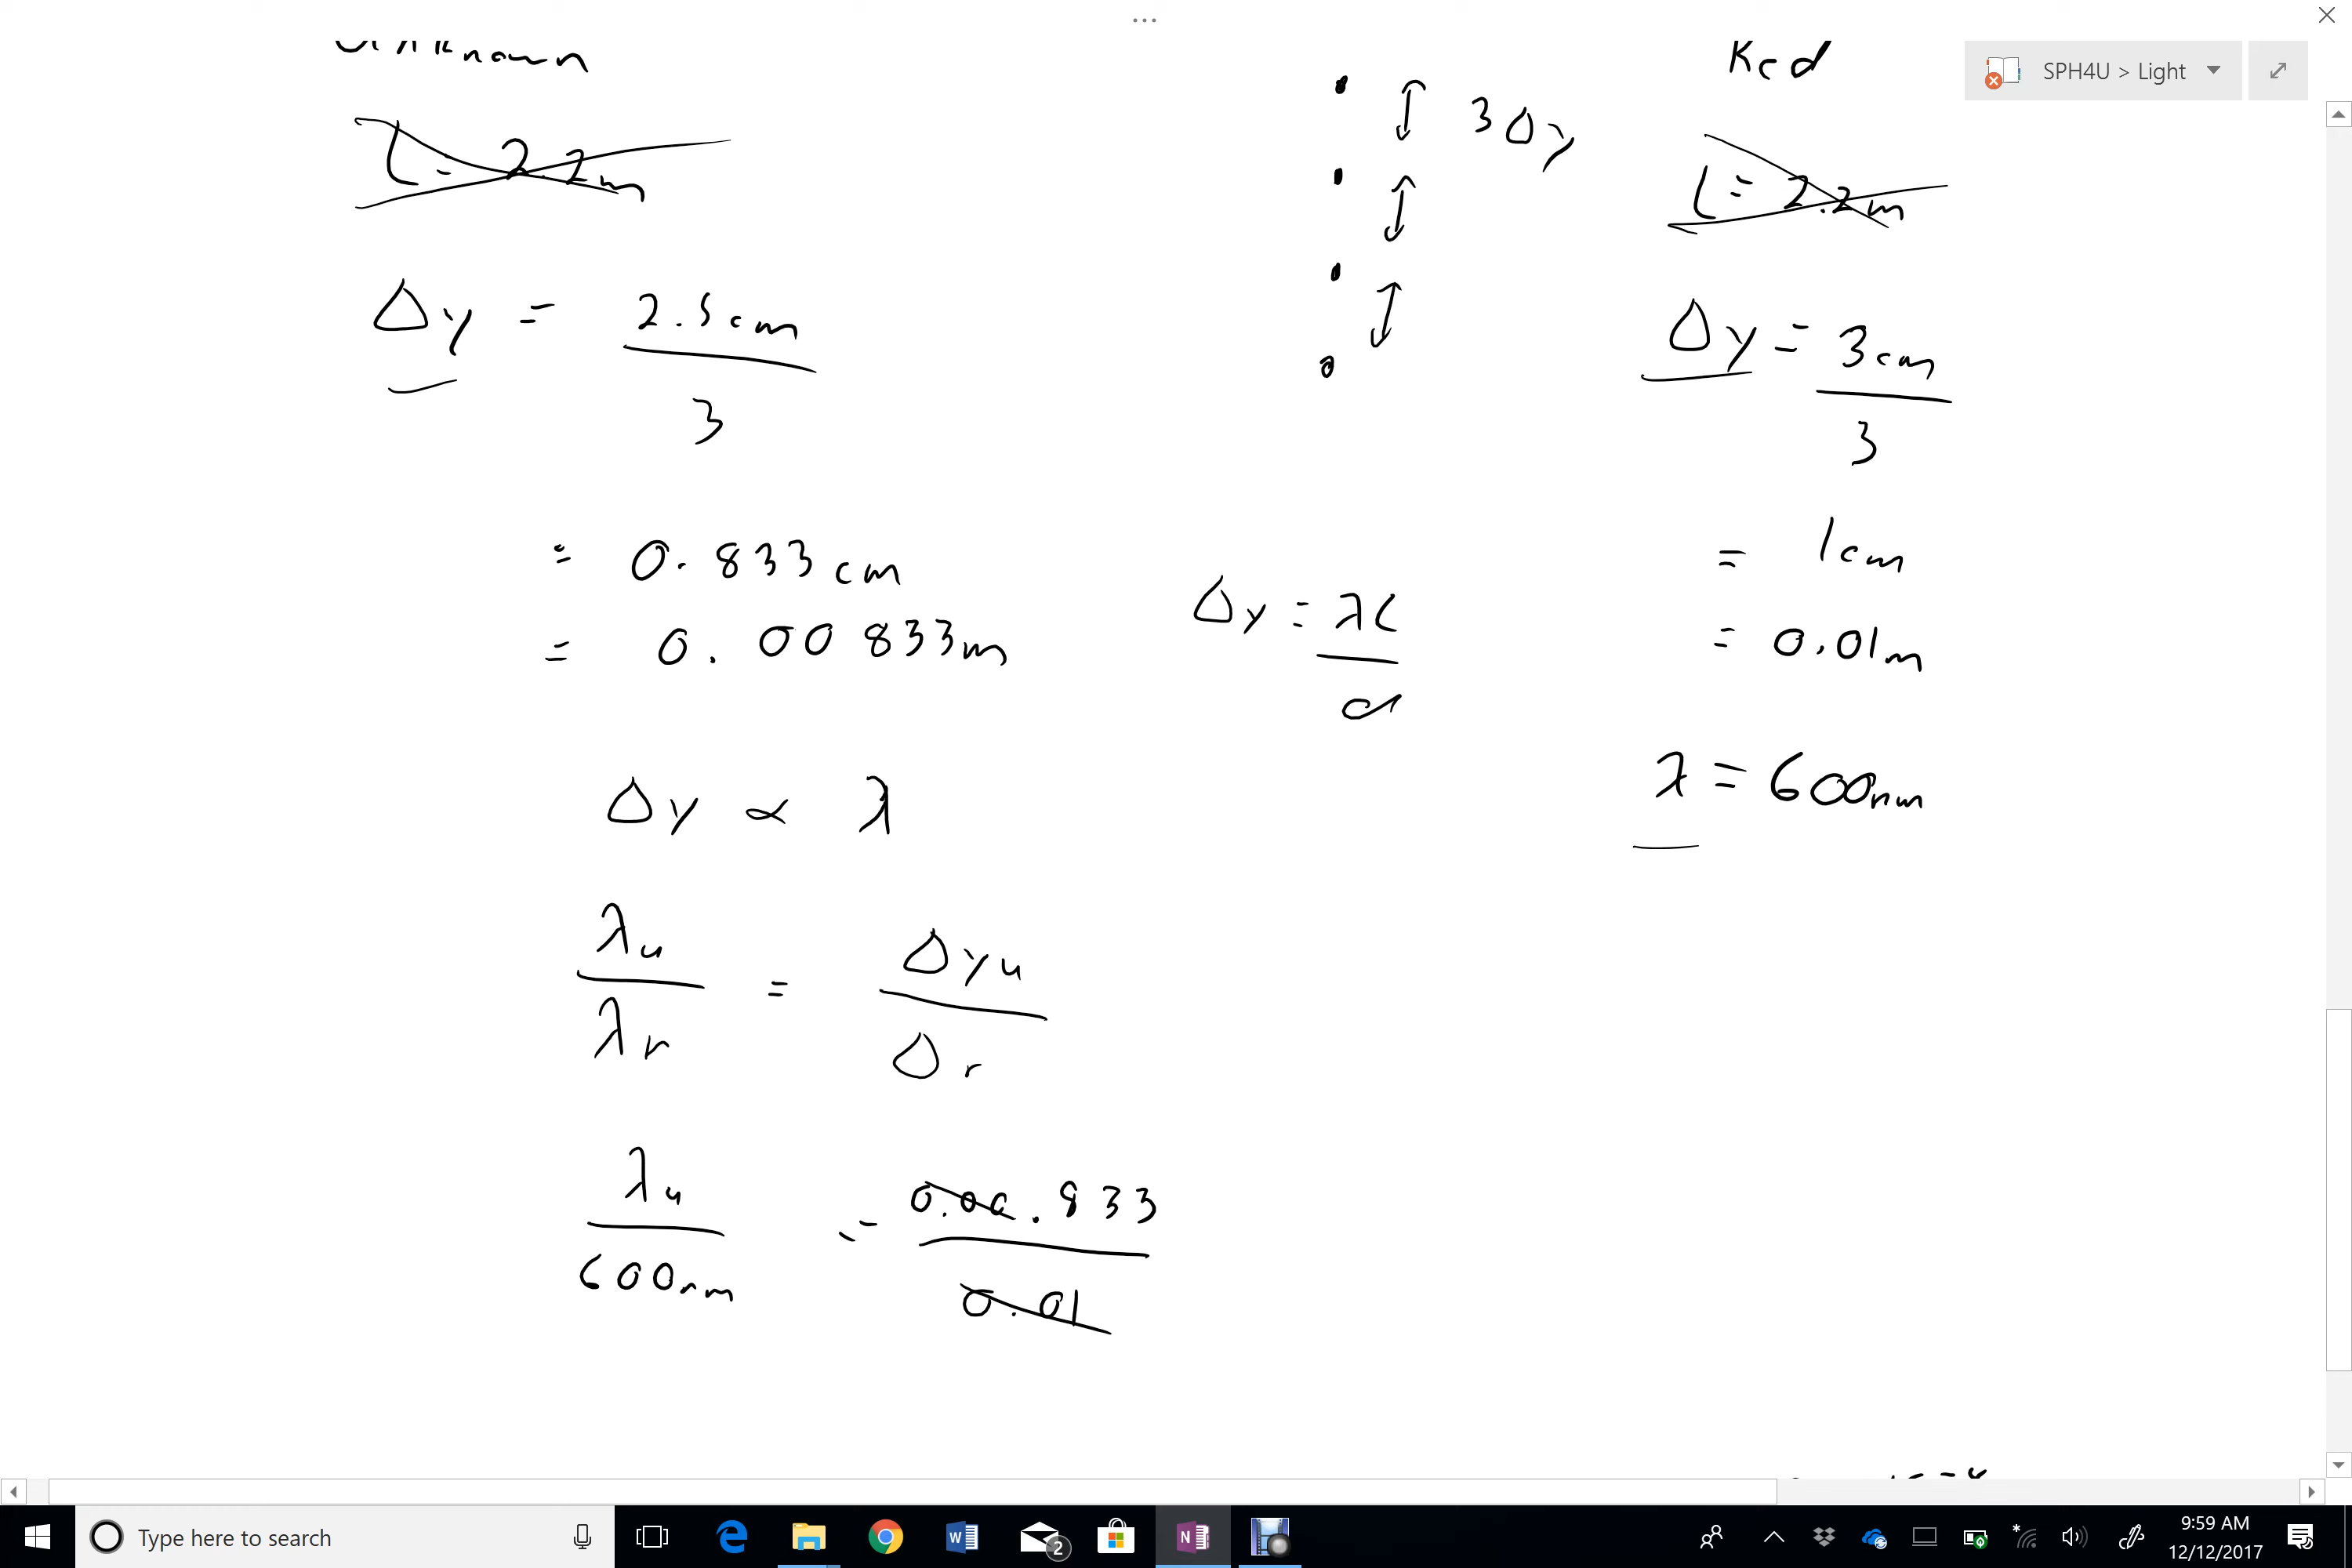 SPH4U > Light
Unknown
Red
L = 2.2m
3Δy
L = 2.2m
Δy = 2.5cm
3
Δy = 3cm
3
= 0.833cm
= 0.00833m
Δy = λL
d
= 1cm
= 0.01m
λ = 600nm
Δy ∝ λ
λu = Δyu
λr Δr
λu = 0.00.833
600nm 0.01
Type here to search
2
9:59 AM
12/12/2017